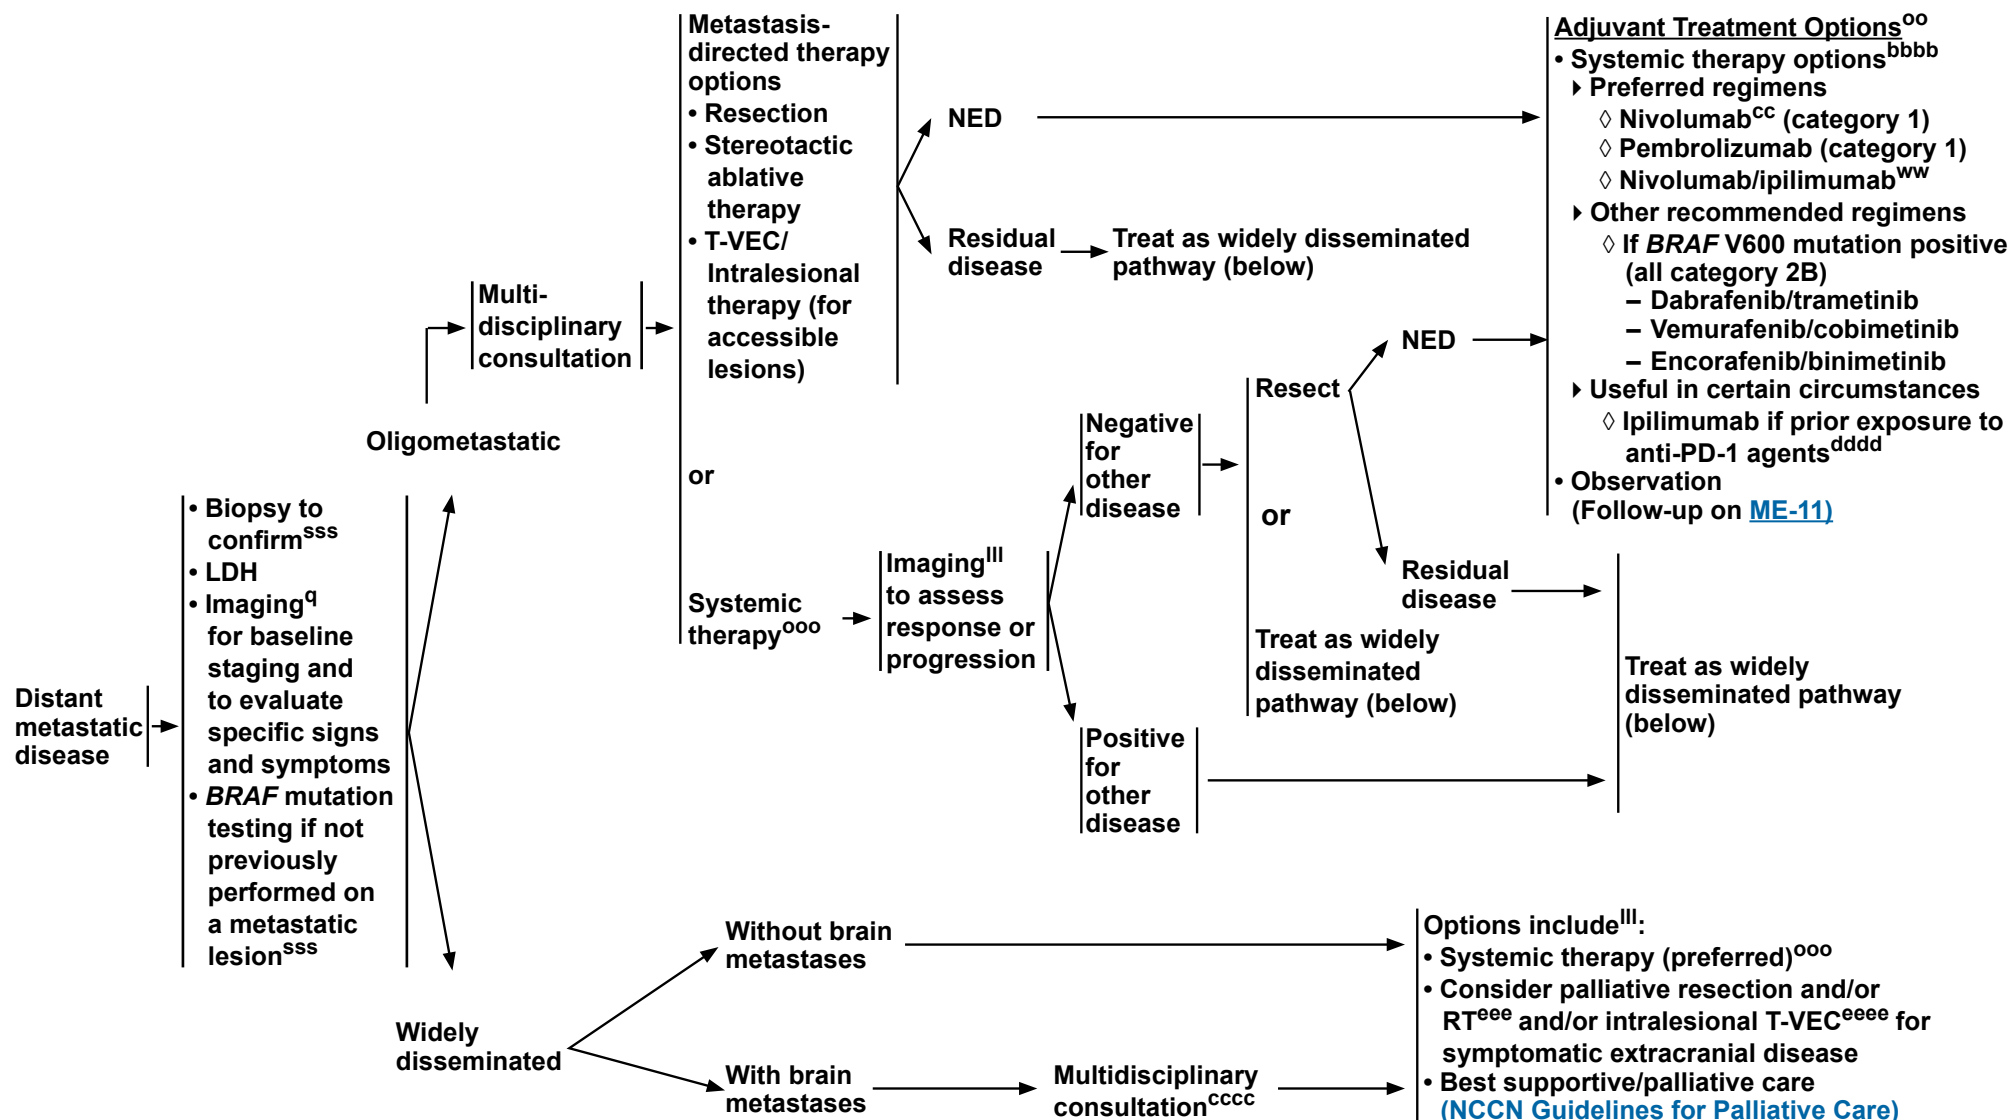 Distant
metastatic
disease
• Biopsy to
confirmsss
• LDH
• Imagingq
for baseline
staging and
to evaluate
specific signs
and symptoms
• BRAF mutation
testing if not
previously
performed on
a metastatic
lesionsss
Oligometastatic
Multi-
disciplinary
consultation
Metastasis-
directed therapy
options
• Resection
• Stereotactic
ablative
therapy
• T-VEC/
Intralesional
therapy (for
accessible
lesions)
or
Systemic
therapyooo
NED
Residual
disease
Treat as widely disseminated
pathway (below)
Imaginglll
to assess
response or
progression
Negative
for
other
disease
Positive
for
other
disease
Resect
or
Treat as widely
disseminated
pathway (below)
NED
Residual
disease
Adjuvant Treatment Optionsoo
• Systemic therapy optionsbbbb
▸ Preferred regimens
◊ Nivolumabcc (category 1)
◊ Pembrolizumab (category 1)
◊ Nivolumab/ipilimumabww
▸ Other recommended regimens
◊ If BRAF V600 mutation positive
(all category 2B)
– Dabrafenib/trametinib
– Vemurafenib/cobimetinib
– Encorafenib/binimetinib
▸ Useful in certain circumstances
◊ Ipilimumab if prior exposure to
anti-PD-1 agentsdddd
• Observation
(Follow-up on ME-11)
Treat as widely
disseminated pathway
(below)
Widely
disseminated
Without brain
metastases
With brain
metastases
Multidisciplinary
consultationcccc
Options includelll:
• Systemic therapy (preferred)ooo
• Consider palliative resection and/or
RTeee and/or intralesional T-VECeeee for
symptomatic extracranial disease
• Best supportive/palliative care
(NCCN Guidelines for Palliative Care)